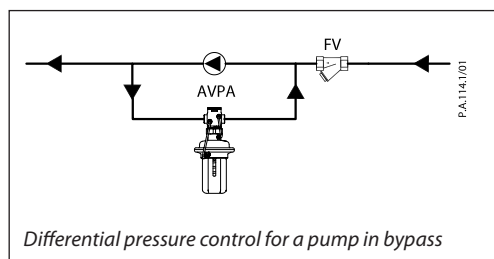 FV
AVPA
P.A.114.1/01
Differential pressure control for a pump in bypass